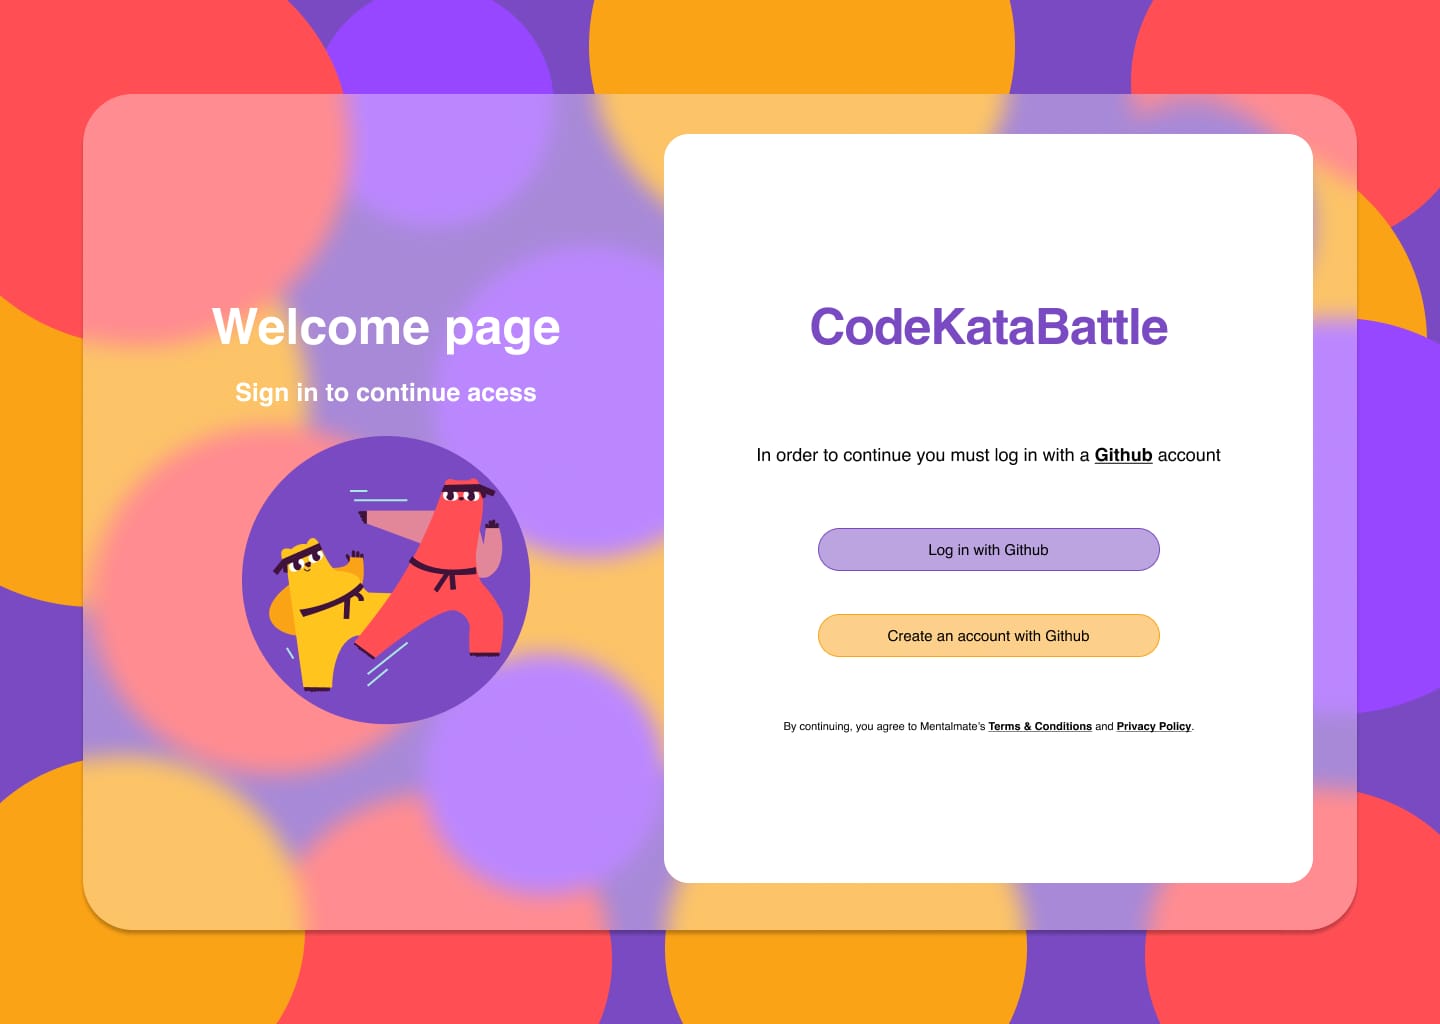 Welcome page
Sign in to continue acess
CodeKataBattle
In order to continue you must log in with a Github account
Log in with Github
Create an account with Github
By continuing, you agree to Mentalmate's Terms & Conditions and Privacy Policy.